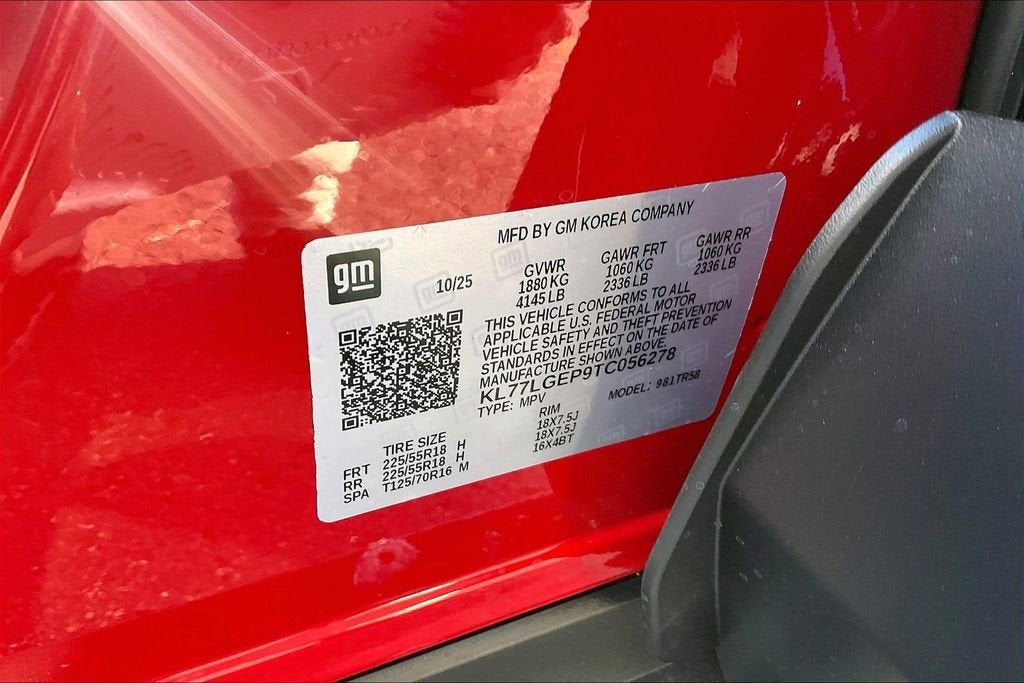 MFD BY GM KOREA COMPANY
gm
10/25
GVWR
1880 KG
4145 LB
GAWR FRT
1060 KG
2336 LB
GAWR RR
1060 KG
2336 LB
THIS VEHICLE CONFORMS TO ALL
APPLICABLE U.S. FEDERAL MOTOR
VEHICLE SAFETY AND THEFT PREVENTION
STANDARDS IN EFFECT ON THE DATE OF
MANUFACTURE SHOWN ABOVE.
KL77LGEP9TC056278
TYPE: MPV
MODEL: 981TR58
TIRE SIZE RIM
FRT 225/55R18 H 18X7.5J
RR 225/55R18 H 18X7.5J
SPA T125/70R16 M 16X4BT